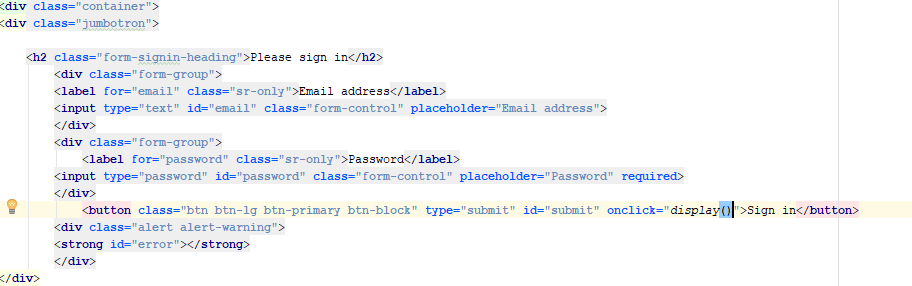 <div class="container">
<div class="jumbotron">
<h2 class="form-signin-heading">Please sign in</h2>
<div class="form-group">
<label for="email" class="sr-only">Email address</label>
<input type="text" id="email" class="form-control" placeholder="Email address">
</div>
<div class="form-group">
<label for="password" class="sr-only">Password</label>
<input type="password" id="password" class="form-control" placeholder="Password" required>
</div>
<button class="btn btn-lg btn-primary btn-block" type="submit" id="submit" onclick="display()">Sign in</button>
<div class="alert alert-warning">
<strong id="error"></strong>
</div>
</div>